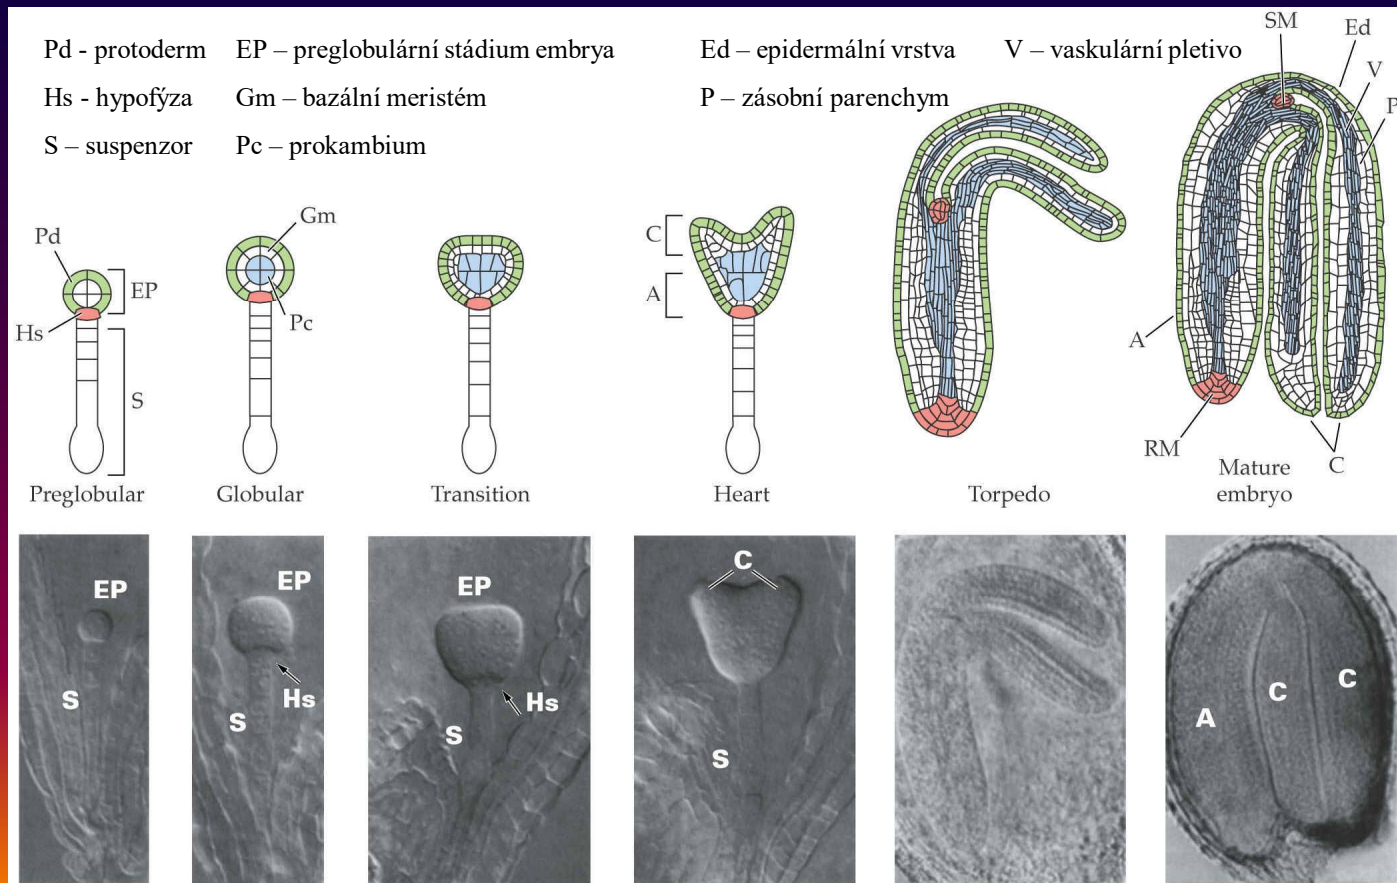 Pd - protoderm EP – preglobulární stádium embrya Ed – epidermální vrstva V – vaskulární pletivo
Hs - hypofýza Gm – bazální meristém P – zásobní parenchym
S – suspenzor Pc – prokambium
SM
Ed
V
P
Gm
Pd
EP
Hs
Pc
S
C
A
A
RM
C
Preglobular
Globular
Transition
Heart
Torpedo
Mature
embryo
EP
S
EP
Hs
S
EP
Hs
S
C
S
A
C
C